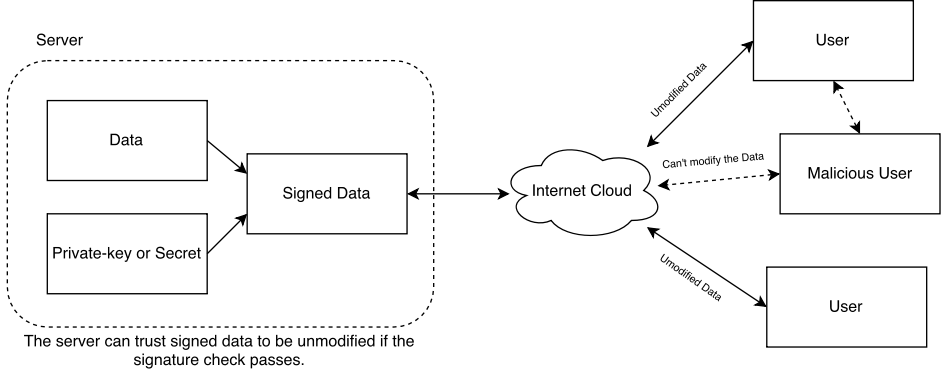 Server
Data
Private-key or Secret
Signed Data
The server can trust signed data to be unmodified if the
signature check passes.
Internet Cloud
Umodified Data
Can't modify the Data
Umodified Data
User
Malicious User
User